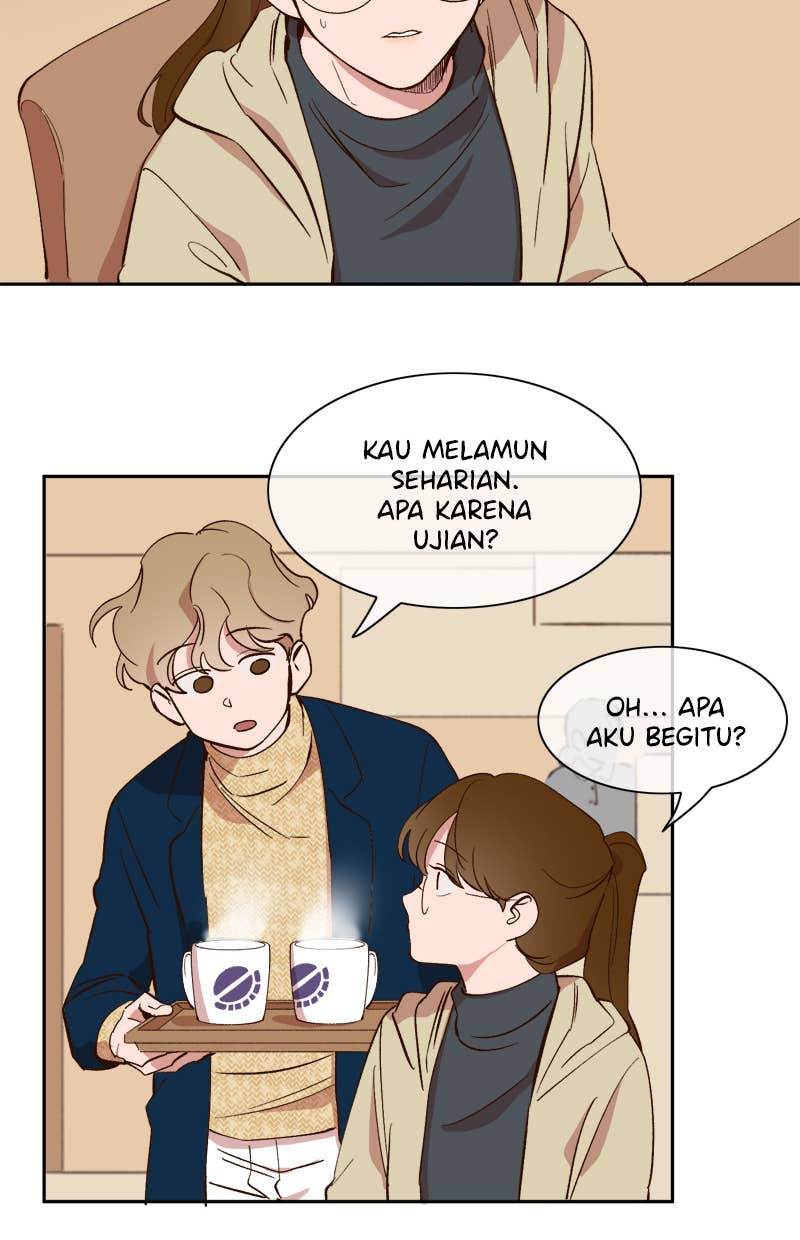 KAU MELAMUN
SEHARIAN.
APA KARENA
UJIAN?
OH... APA
AKU BEGITU?